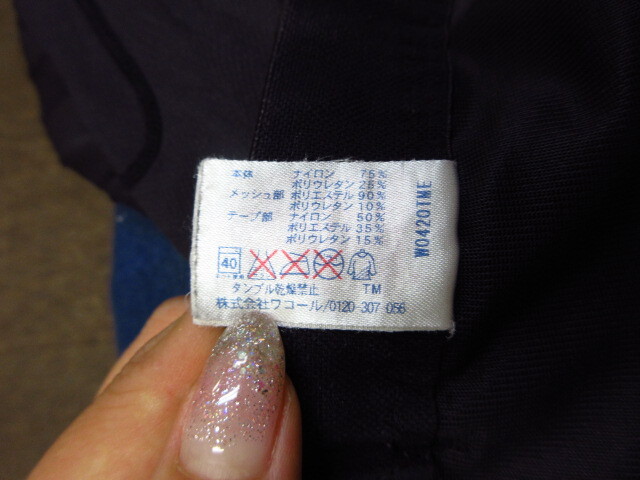 本体 ナイロン 75%
ポリウレタン 25%
メッシュ部 ポリエステル 90%
ポリウレタン 10%
テープ部 ナイロン 50%
ポリエステル 35%
ポリウレタン 15%
40
タンブル乾燥禁止 TM
株式会社ワコール/0120-307-056
W0420TME